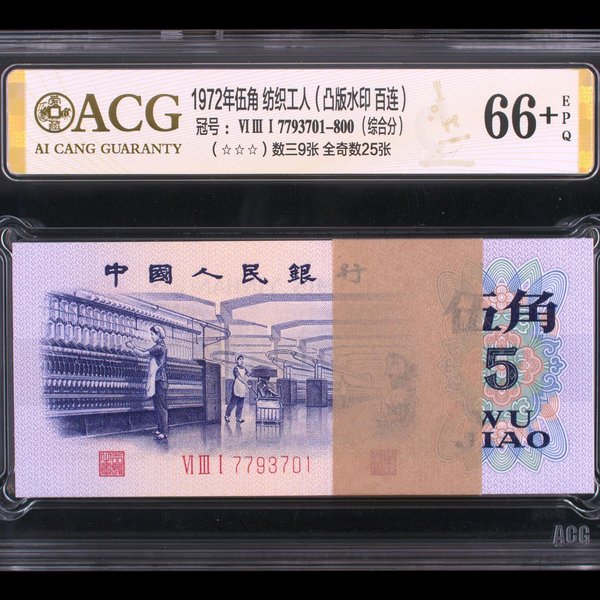 ACG
AI CANG GUARANTY
1972年伍角 纺织工人（凸版水印 百连）
冠号：Ⅵ Ⅲ Ⅰ 7793701-800（综合分）
（☆☆☆）数三9张 全奇数25张
66+
EPQ
中國人民銀行
伍角
5
WU
JIAO
Ⅵ Ⅲ Ⅰ 7793701
ACG